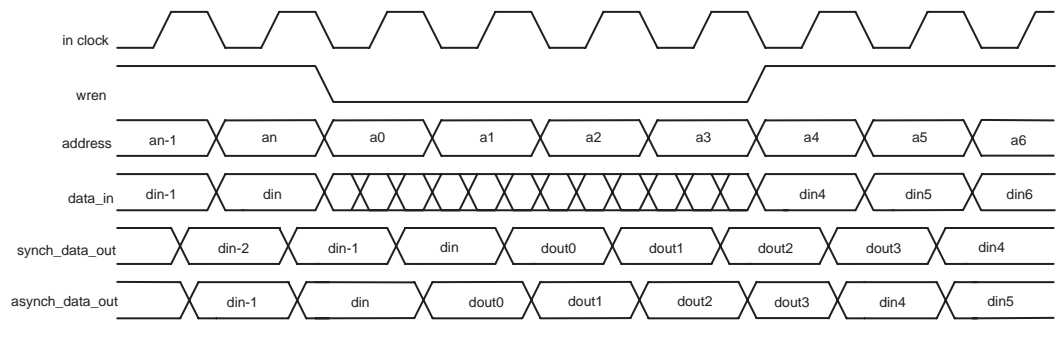 in clock
wren
address an-1 an a0 a1 a2 a3 a4 a5 a6
data_in din-1 din din4 din5 din6
synch_data_out din-2 din-1 din dout0 dout1 dout2 dout3 din4
asynch_data_out din-1 din dout0 dout1 dout2 dout3 din4 din5